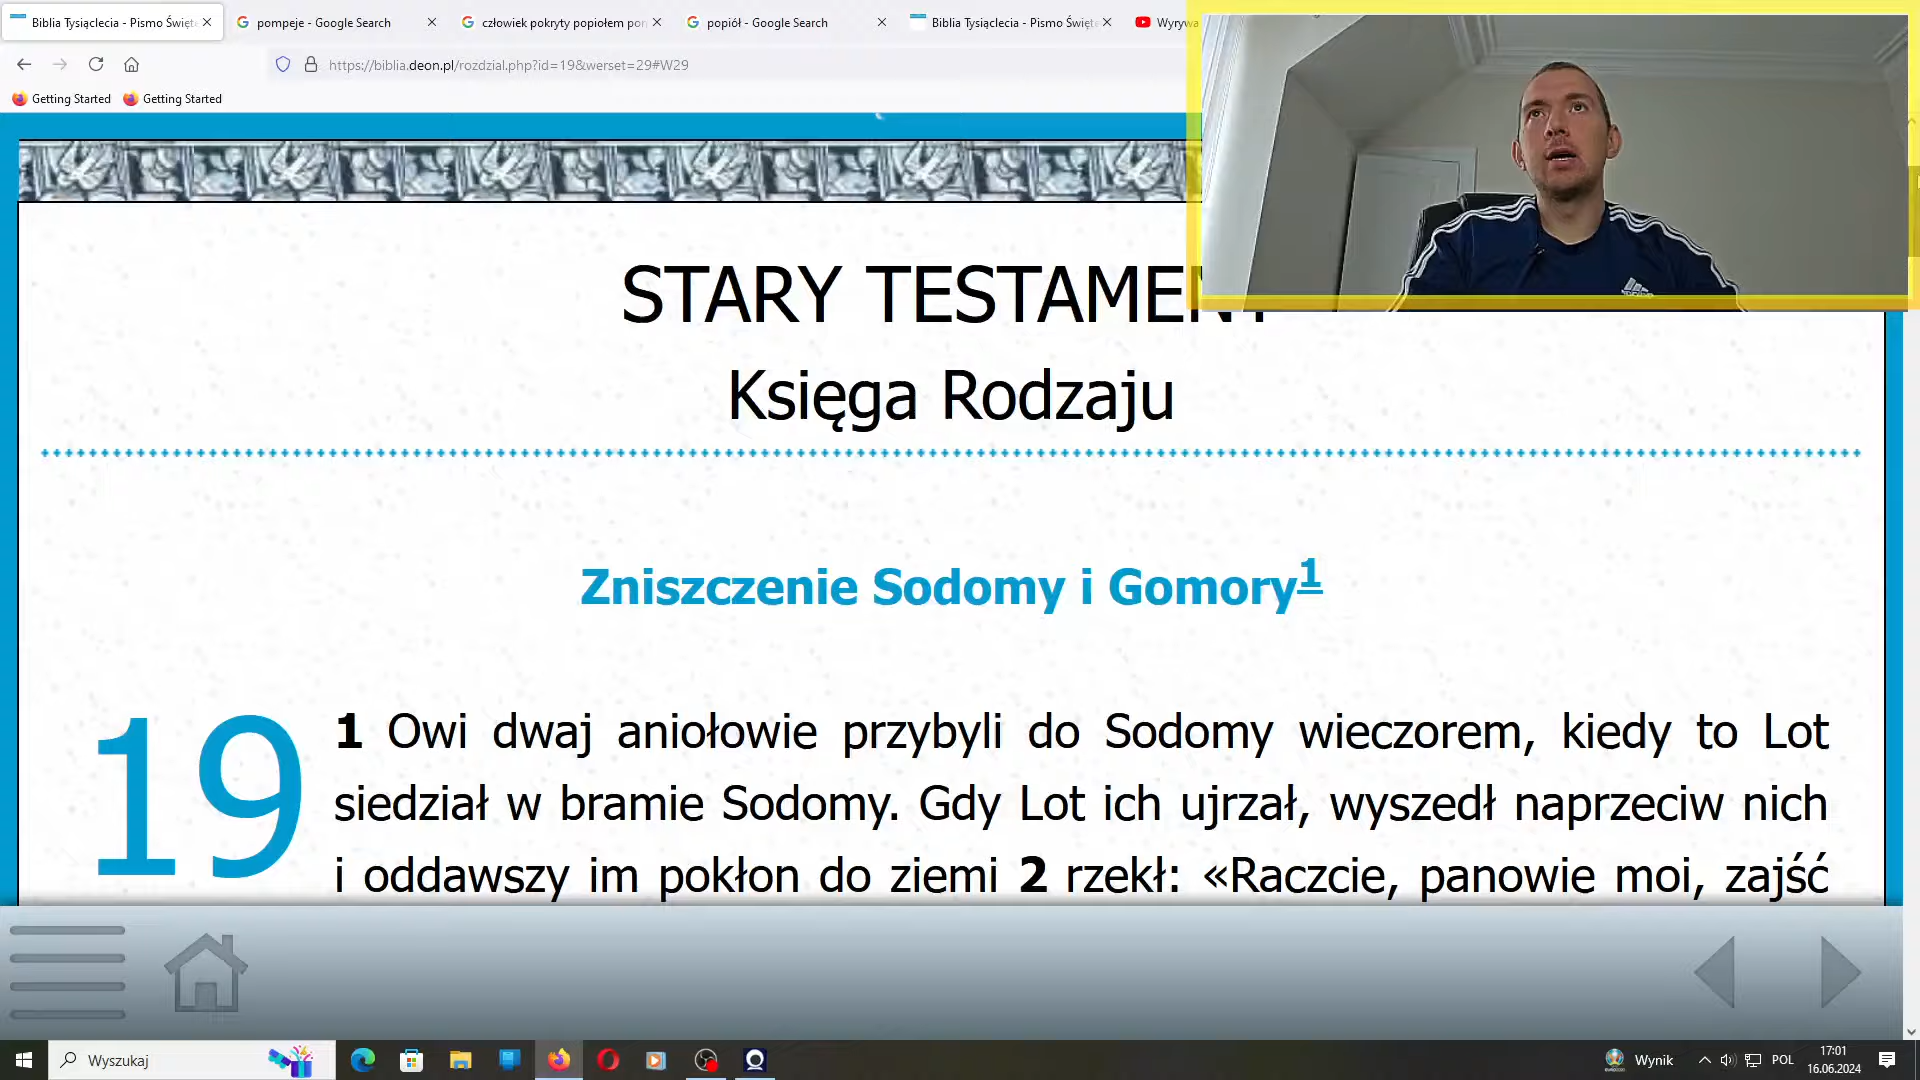 Biblia Tysiąclecia - Pismo Święte
pompeje - Google Search
człowiek pokryty popiołem pom
popiół - Google Search
Biblia Tysiąclecia - Pismo Święte
Wyrywa
https://biblia.deon.pl/rozdzial.php?id=19&werset=29#W29
Getting Started
Getting Started
STARY TESTAMENT
Księga Rodzaju
Zniszczenie Sodomy i Gomory1
19
1 Owi dwaj aniołowie przybyli do Sodomy wieczorem, kiedy to Lot
siedział w bramie Sodomy. Gdy Lot ich ujrzał, wyszedł naprzeciw nich
i oddawszy im pokłon do ziemi 2 rzekł: «Raczcie, panowie moi, zajść
Wyszukaj
Wynik
POL
17:01
16.06.2024
adidas